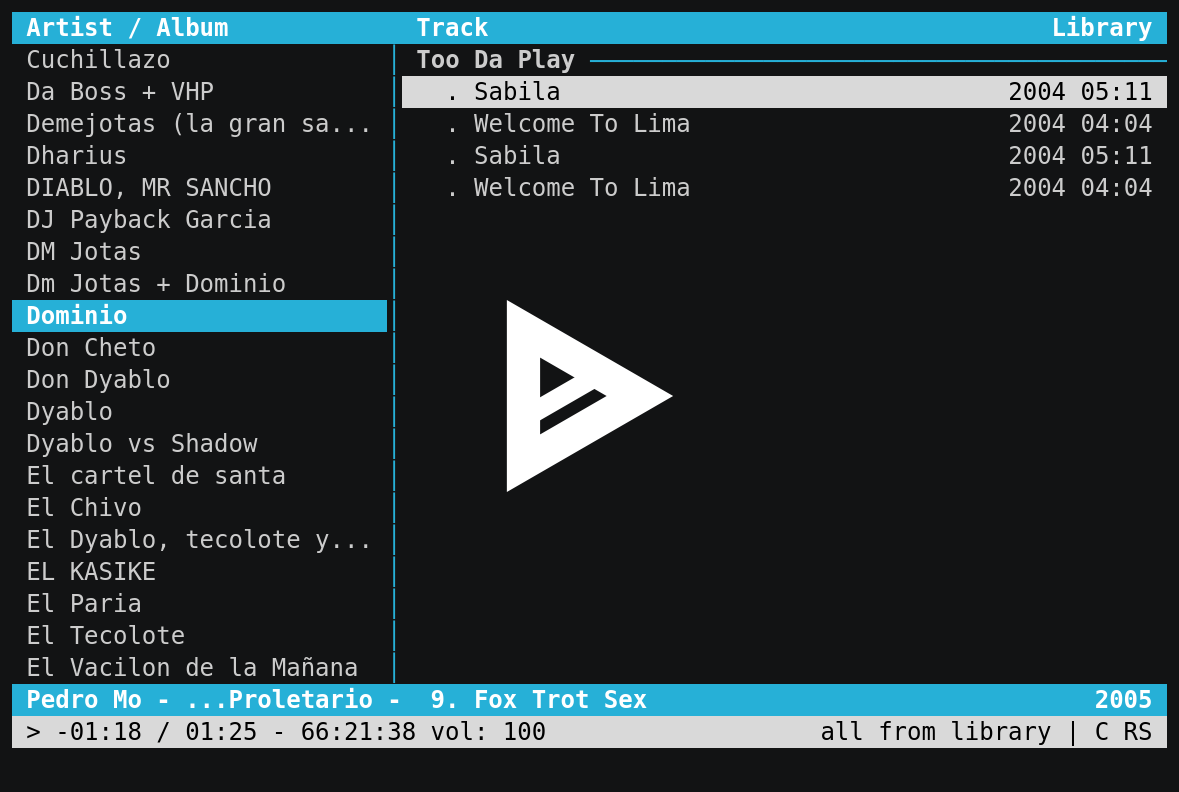 Artist / Album Track Library
Cuchillazo Too Da Play
Da Boss + VHP . Sabila 2004 05:11
Demejotas (la gran sa... . Welcome To Lima 2004 04:04
Dharius . Sabila 2004 05:11
DIABLO, MR SANCHO . Welcome To Lima 2004 04:04
DJ Payback Garcia
DM Jotas
Dm Jotas + Dominio
Dominio
Don Cheto
Don Dyablo
Dyablo
Dyablo vs Shadow
El cartel de santa
El Chivo
El Dyablo, tecolote y...
EL KASIKE
El Paria
El Tecolote
El Vacilon de la Mañana
Pedro Mo - ...Proletario - 9. Fox Trot Sex 2005
> -01:18 / 01:25 - 66:21:38 vol: 100 all from library | C RS